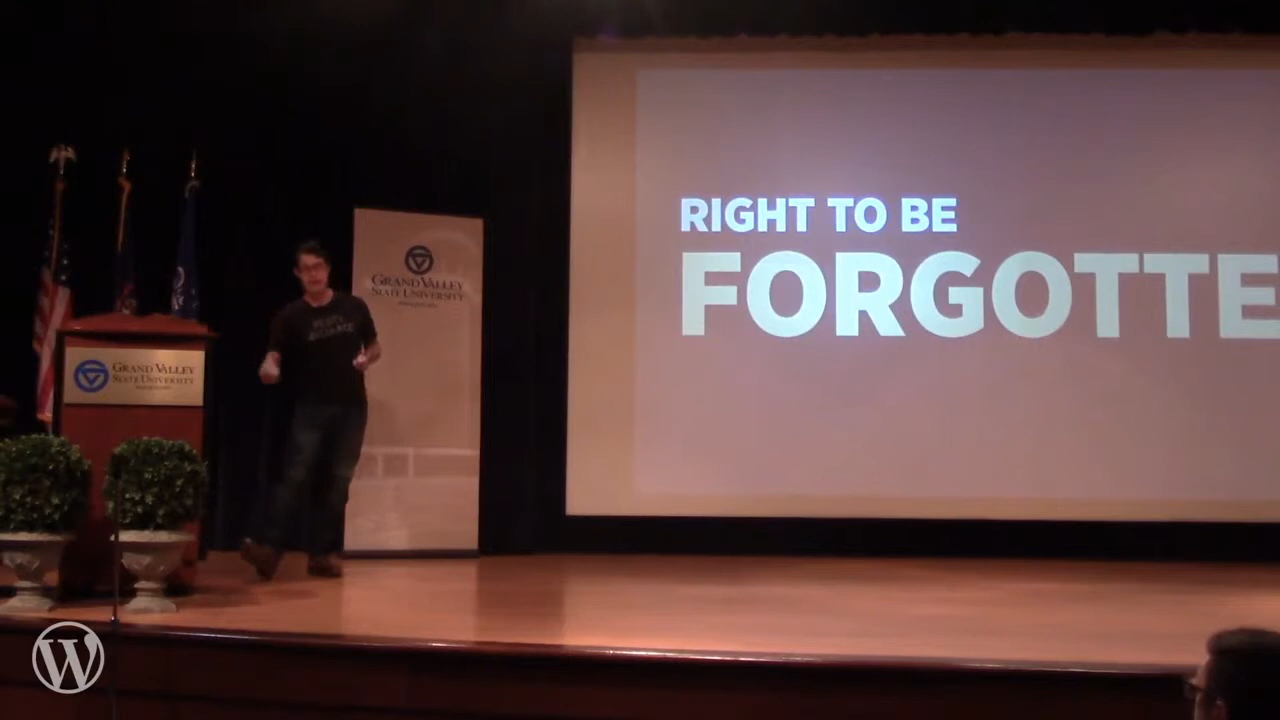 RIGHT TO BE
FORGOTTE
GRAND VALLEY
STATE UNIVERSITY
GRAND VALLEY
STATE UNIVERSITY
W